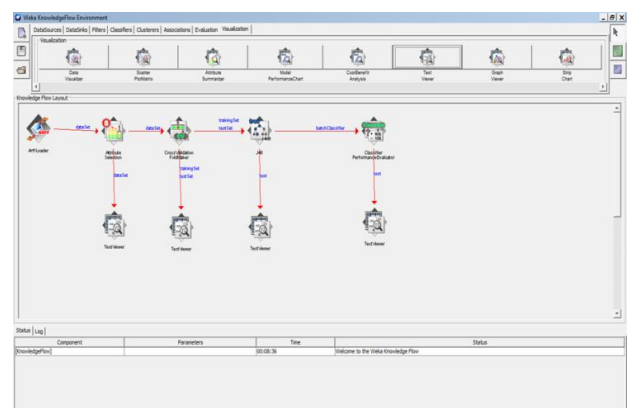 Weka KnowledgeFlow Environment
DataSources DataSinks Filters Classifiers Clusterers Associations Evaluation Visualization
Visualization
Data Visualizer
Scatter PlotMatrix
Attribute Summarizer
Model PerformanceChart
CostBenefit Analysis
Text Viewer
Graph Viewer
Strip Chart
Knowledge Flow Layout
dataSet
dataSet
trainingSet
testSet
batchClassifier
ArffLoader
Attribute Selection
CrossValidation FoldMaker
J48
Classifier PerformanceEvaluator
dataSet
trainingSet
testSet
text
text
TextViewer
TextViewer
TextViewer
TextViewer
Status Log
Component Parameters Time Status
[KnowledgeFlow] 00:08:36 Welcome to the Weka Knowledge Flow